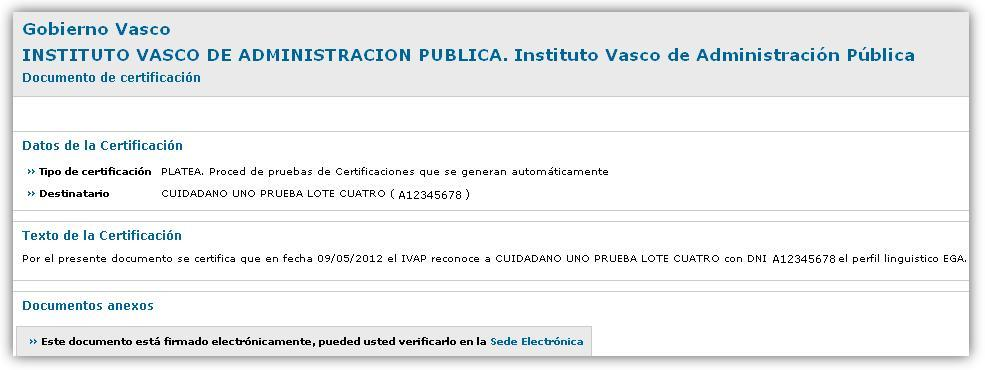 Gobierno Vasco
INSTITUTO VASCO DE ADMINISTRACION PUBLICA. Instituto Vasco de Administración Pública
Documento de certificación
Datos de la Certificación
›› Tipo de certificación PLATEA. Proced de pruebas de Certificaciones que se generan automáticamente
›› Destinatario CUIDADANO UNO PRUEBA LOTE CUATRO ( A12345678 )
Texto de la Certificación
Por el presente documento se certifica que en fecha 09/05/2012 el IVAP reconoce a CUIDADANO UNO PRUEBA LOTE CUATRO con DNI A12345678 el perfil linguistico EGA.
Documentos anexos
›› Este documento está firmado electrónicamente, pueded usted verificarlo en la Sede Electrónica